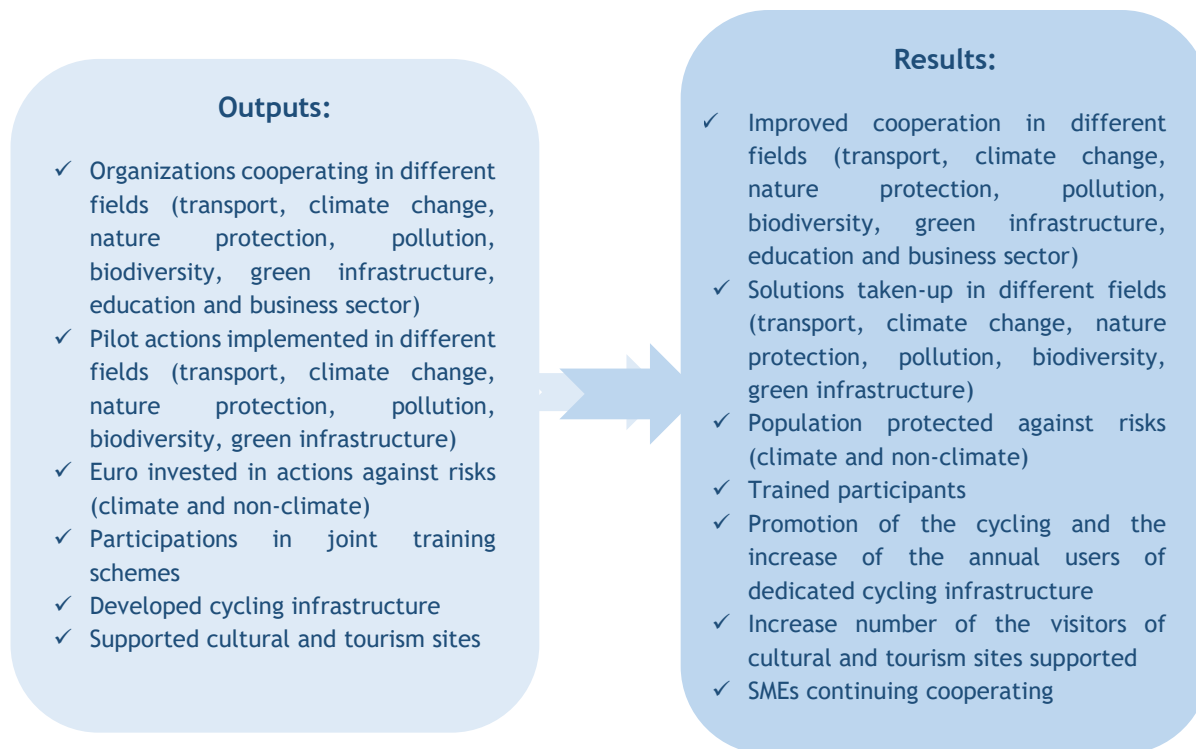 Outputs:
✓ Organizations cooperating in different
fields (transport, climate change,
nature protection, pollution,
biodiversity, green infrastructure,
education and business sector)
✓ Pilot actions implemented in different
fields (transport, climate change,
nature protection, pollution,
biodiversity, green infrastructure)
✓ Euro invested in actions against risks
(climate and non-climate)
✓ Participations in joint training
schemes
✓ Developed cycling infrastructure
✓ Supported cultural and tourism sites
Results:
✓ Improved cooperation in different
fields (transport, climate change,
nature protection, pollution,
biodiversity, green infrastructure,
education and business sector)
✓ Solutions taken-up in different fields
(transport, climate change, nature
protection, pollution, biodiversity,
green infrastructure)
✓ Population protected against risks
(climate and non-climate)
✓ Trained participants
✓ Promotion of the cycling and the
increase of the annual users of
dedicated cycling infrastructure
✓ Increase number of the visitors of
cultural and tourism sites supported
✓ SMEs continuing cooperating